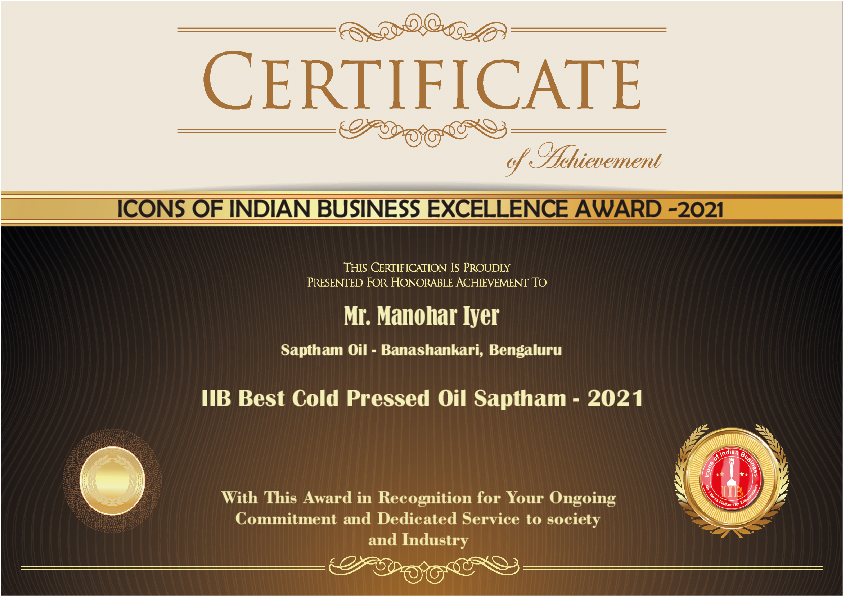 CERTIFICATE
of Achievement
ICONS OF INDIAN BUSINESS EXCELLENCE AWARD -2021
THIS CERTIFICATION IS PROUDLY
PRESENTED FOR HONORABLE ACHIEVEMENT TO
Mr. Manohar Iyer
Saptham Oil - Banashankari, Bengaluru
IIB Best Cold Pressed Oil Saptham - 2021
Icons of Indian Business
IIB
With This Award in Recognition for Your Ongoing
Commitment and Dedicated Service to society
and Industry